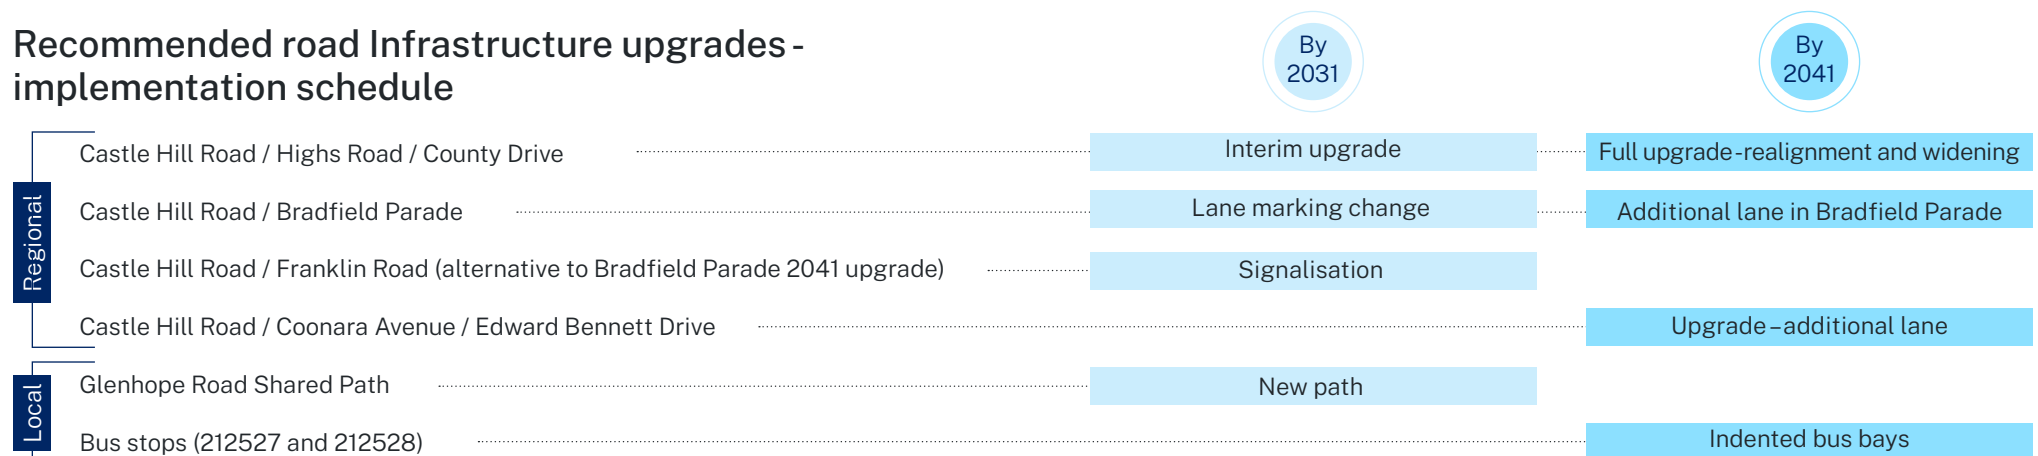 Recommended road Infrastructure upgrades -
implementation schedule
By
2031
By
2041
Regional
Castle Hill Road / Highs Road / County Drive
Interim upgrade
Full upgrade - realignment and widening
Castle Hill Road / Bradfield Parade
Lane marking change
Additional lane in Bradfield Parade
Castle Hill Road / Franklin Road (alternative to Bradfield Parade 2041 upgrade)
Signalisation
Castle Hill Road / Coonara Avenue / Edward Bennett Drive
Upgrade – additional lane
Local
Glenhope Road Shared Path
New path
Bus stops (212527 and 212528)
Indented bus bays